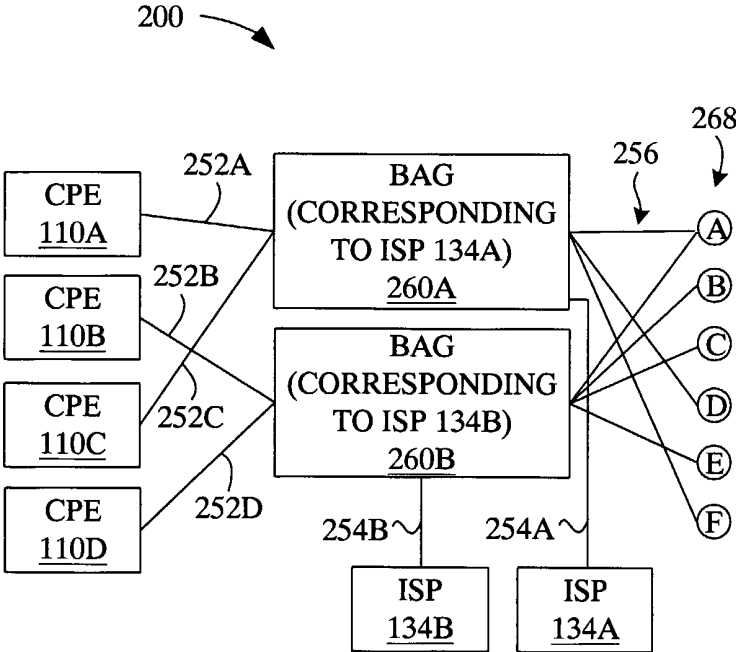 200
268
256
252A
BAG
(CORRESPONDING
TO ISP 134A)
260A
CPE
110A
A
252B
B
CPE
110B
BAG
(CORRESPONDING
TO ISP 134B)
260B
C
CPE
110C
252C
D
E
252D
CPE
110D
F
254B
254A
ISP
134B
ISP
134A